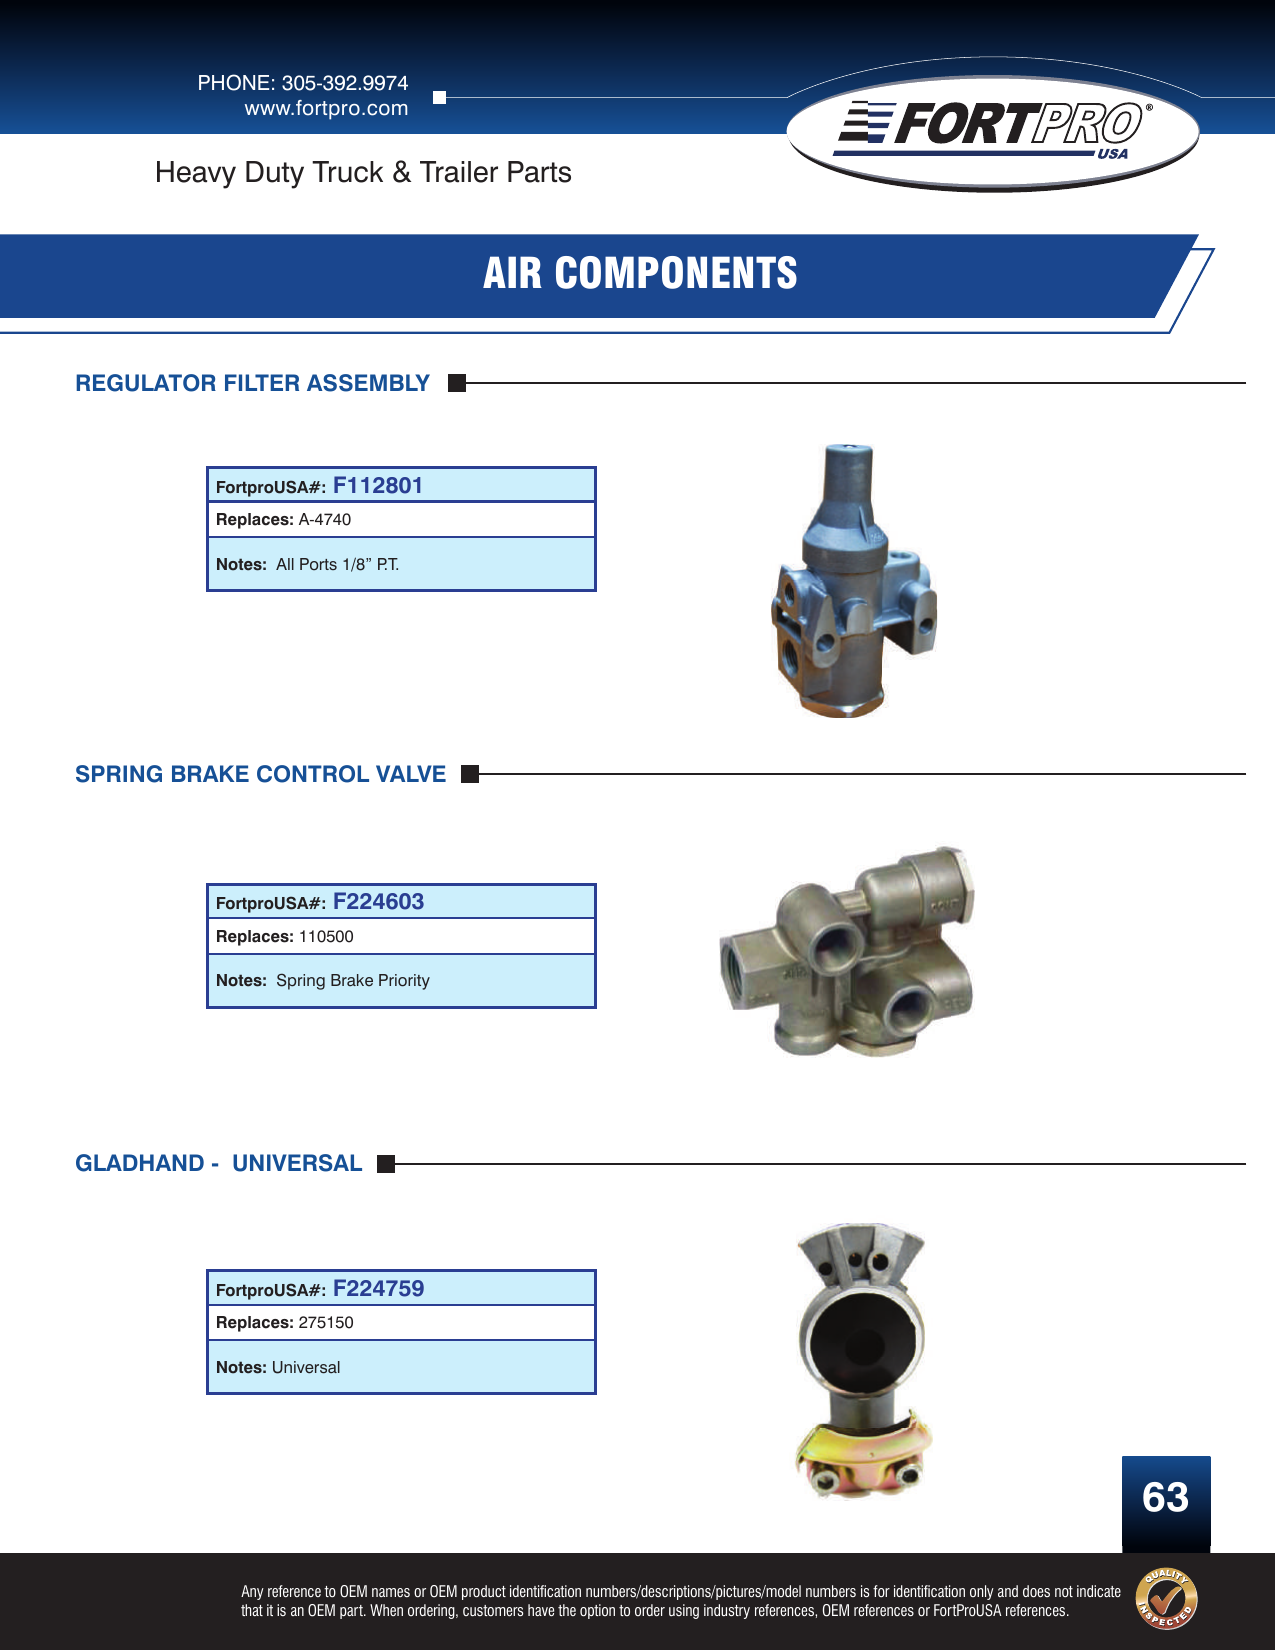 PHONE: 305-392.9974
www.fortpro.com
FORTPRO®
USA
Heavy Duty Truck & Trailer Parts
AIR COMPONENTS
REGULATOR FILTER ASSEMBLY
FortproUSA#: F112801
Replaces: A-4740
Notes: All Ports 1/8” P.T.
SPRING BRAKE CONTROL VALVE
FortproUSA#: F224603
Replaces: 110500
Notes: Spring Brake Priority
GLADHAND - UNIVERSAL
FortproUSA#: F224759
Replaces: 275150
Notes: Universal
63
Any reference to OEM names or OEM product identification numbers/descriptions/pictures/model numbers is for identification only and does not indicate
that it is an OEM part. When ordering, customers have the option to order using industry references, OEM references or FortProUSA references.
QUALITY
INSPECTED